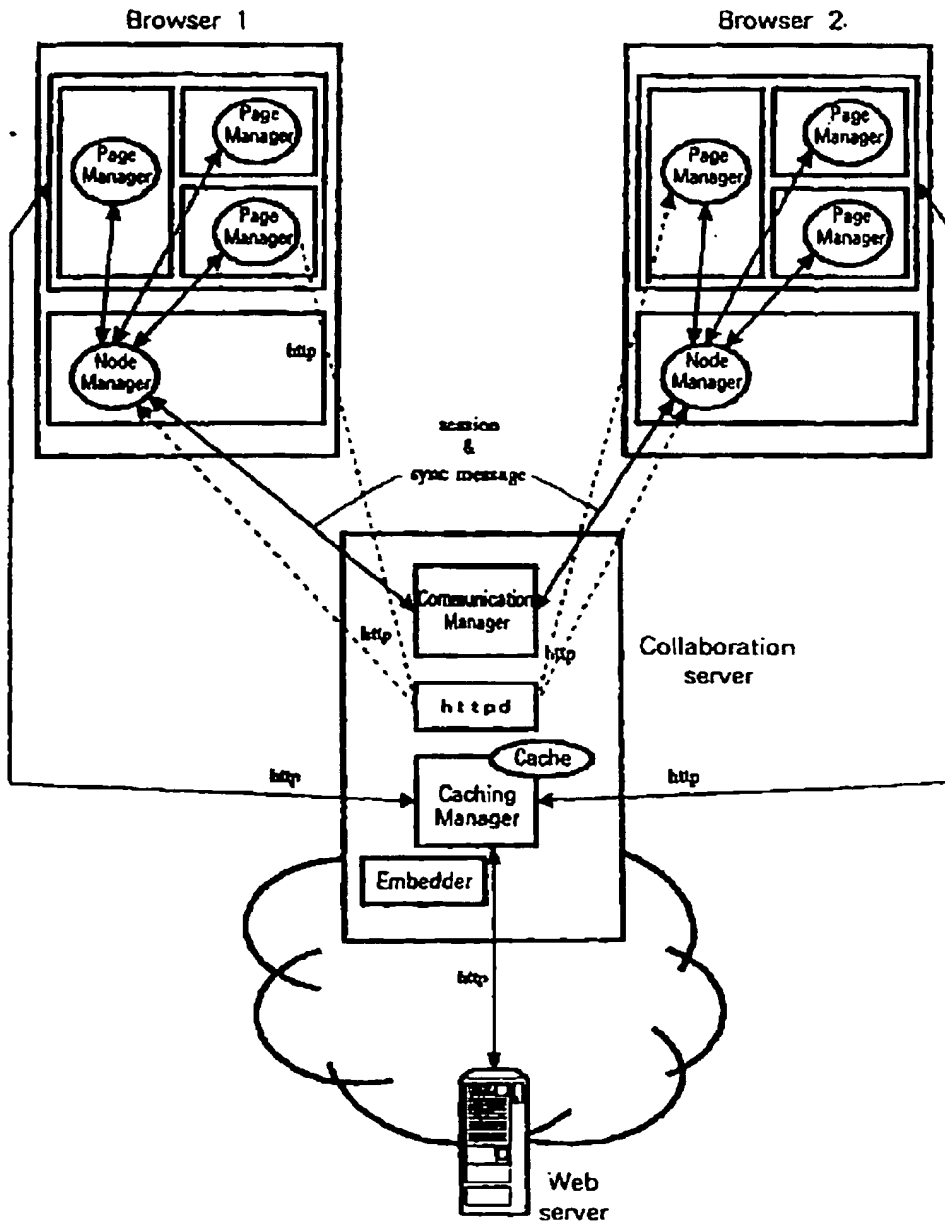 Browser 1
Browser 2.
Page
Manager
Page
Manager
Page
Manager
Node
Manager
http
Page
Manager
Page
Manager
Page
Manager
Node
Manager
session
&
sync message
Communication
Manager
http
http
httpd
Collaboration
server
Cache
Caching
Manager
http
http
Embedder
http
Web
server